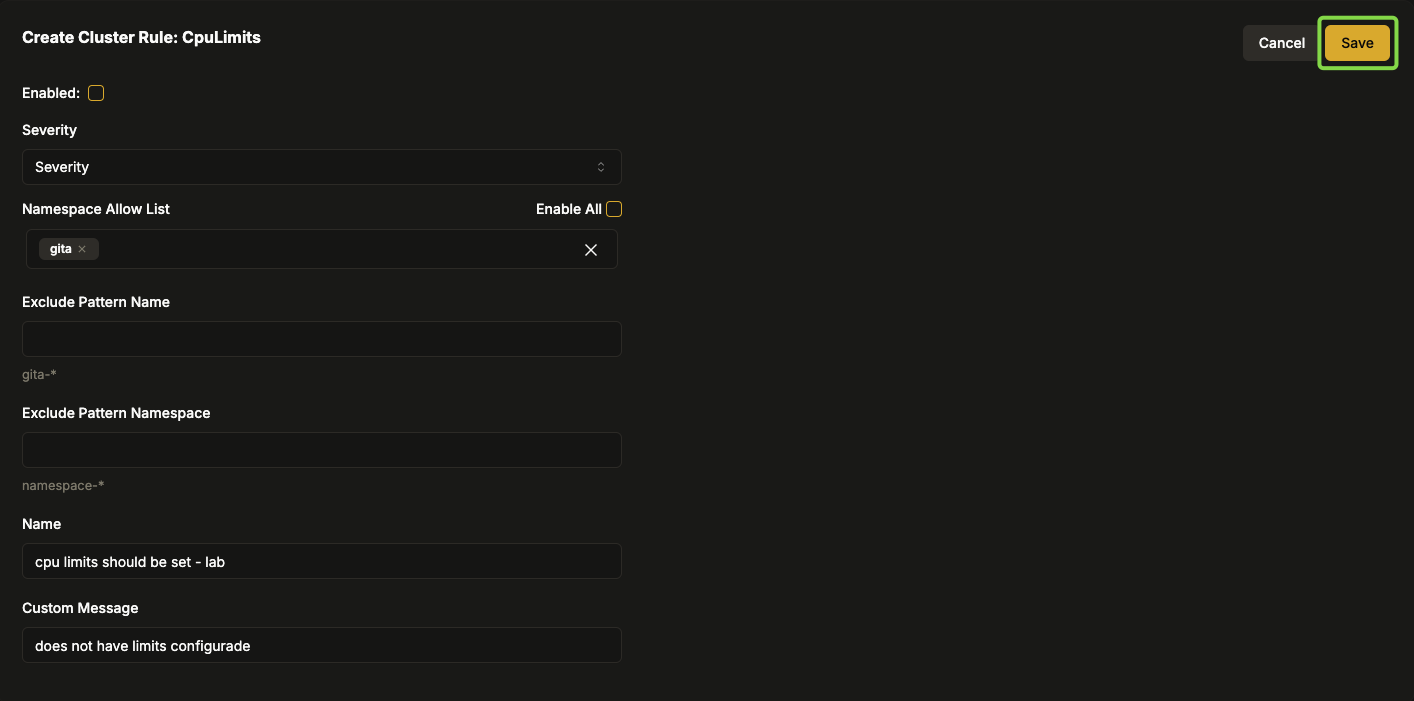 Create Cluster Rule: CpuLimits
Cancel
Save
Enabled:
Severity
Severity
Namespace Allow List
Enable All
gita
Exclude Pattern Name
gita-*
Exclude Pattern Namespace
namespace-*
Name
cpu limits should be set - lab
Custom Message
does not have limits configurade